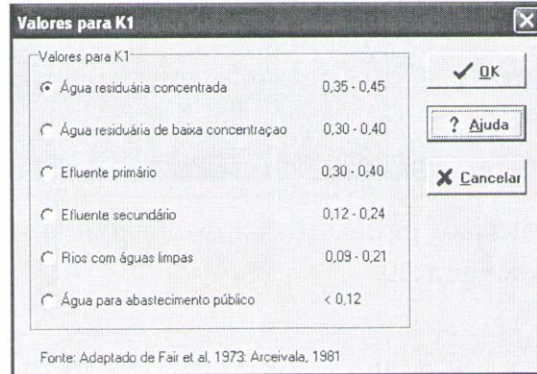 Valores para K1
Valores para K1
Água residuária concentrada 0,35 - 0,45
Água residuária de baixa concentraçao 0,30 - 0,40
Efluente primário 0,30 - 0,40
Efluente secundário 0,12 - 0,24
Rios com águas limpas 0,09 - 0,21
Água para abastecimento público < 0,12
OK
? Ajuda
Cancelar
Fonte: Adaptado de Fair et al, 1973: Arceivala, 1981